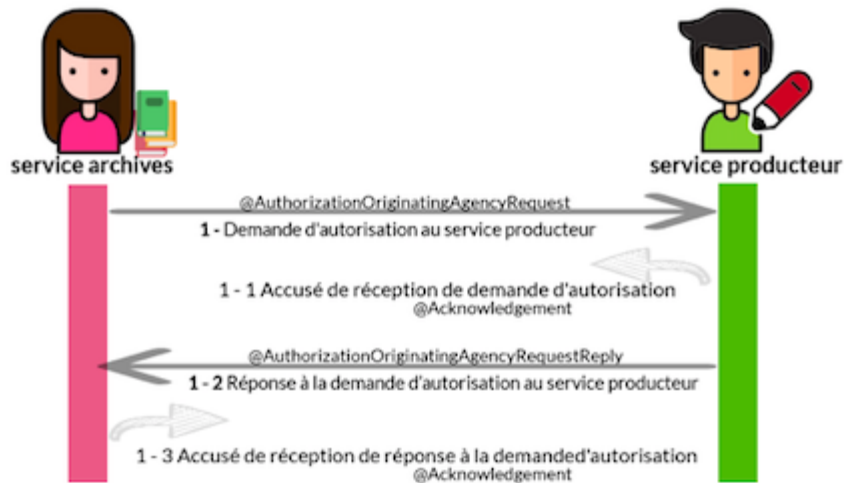 service archives
service producteur
@AuthorizationOriginatingAgencyRequest
1 - Demande d'autorisation au service producteur
1 - 1 Accusé de réception de demande d'autorisation
@Acknowledgement
@AuthorizationOriginatingAgencyRequestReply
1 - 2 Réponse à la demande d'autorisation au service producteur
1 - 3 Accusé de réception de réponse à la demanded'autorisation
@Acknowledgement